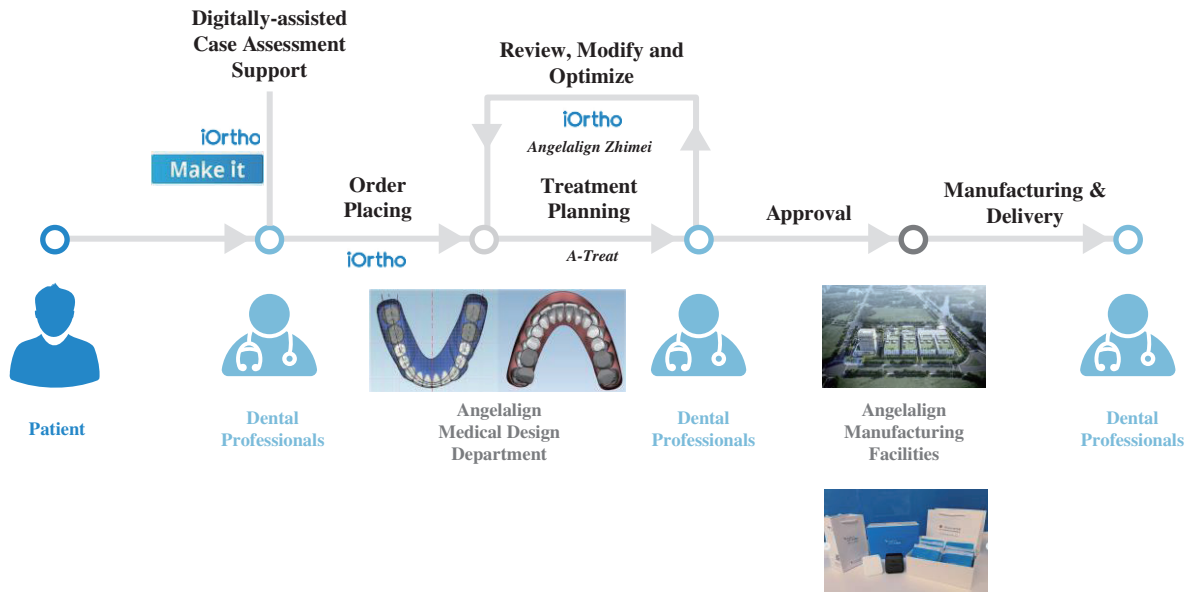 Digitally-assisted
Case Assessment
Support
iOrtho
Make it
Order
Placing
iOrtho
Review, Modify and
Optimize
iOrtho
Angelalign Zhimei
Treatment
Planning
A-Treat
Approval
Manufacturing &
Delivery
Patient
Dental
Professionals
Angelalign
Medical Design
Department
Dental
Professionals
Angelalign
Manufacturing
Facilities
Dental
Professionals